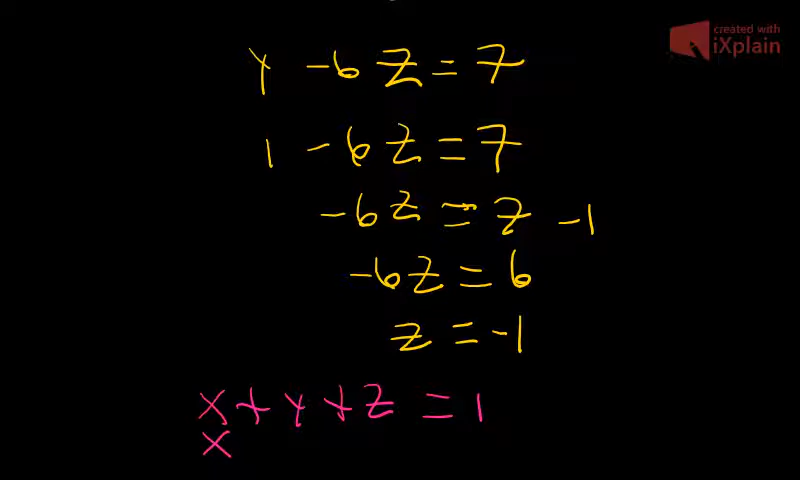 created with
iXplain
y - 6z = 7
1 - 6z = 7
-6z = 7 - 1
-6z = 6
z = -1
x + y + z = 1
x